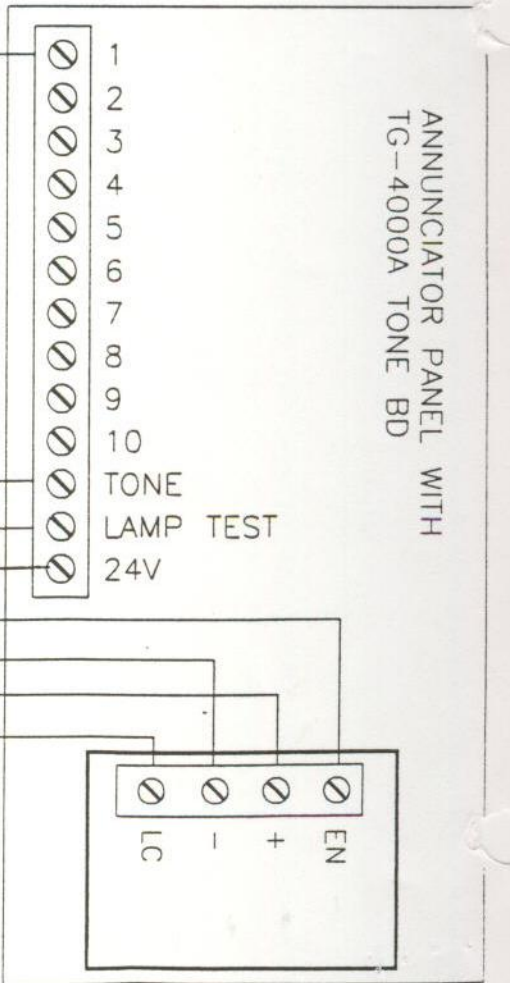 ANNUNCIATOR PANEL WITH
TG-4000A TONE BD
1
2
3
4
5
6
7
8
9
10
TONE
LAMP TEST
24V
LC
-
+
EN